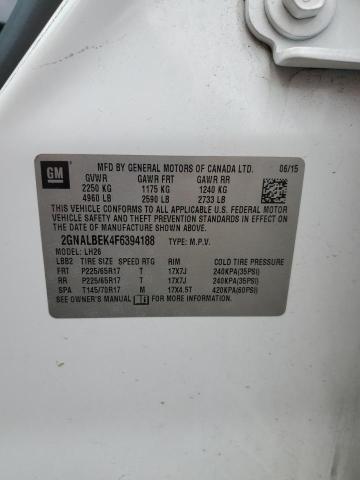 GM
MFD BY GENERAL MOTORS OF CANADA LTD. 06/15
GVWR GAWR FRT GAWR RR
2250 KG 1175 KG 1240 KG
4960 LB 2590 LB 2733 LB
THIS VEHICLE CONFORMS TO ALL APPLICABLE U.S. FEDERAL
MOTOR VEHICLE SAFETY, BUMPER, AND THEFT
PREVENTION STANDARDS IN EFFECT ON THE DATE
OF MANUFACTURE SHOWN ABOVE.
2GNALBEK4F6394188 TYPE: M.P.V.
MODEL: LH26
LBB2 TIRE SIZE SPEED RTG RIM COLD TIRE PRESSURE
FRT P225/65R17 T 17X7J 240KPA(35PSI)
RR P225/65R17 T 17X7J 240KPA(35PSI)
SPA T145/70R17 M 17X4.5T 420KPA(60PSI)
SEE OWNER'S MANUAL FOR MORE INFORMATION